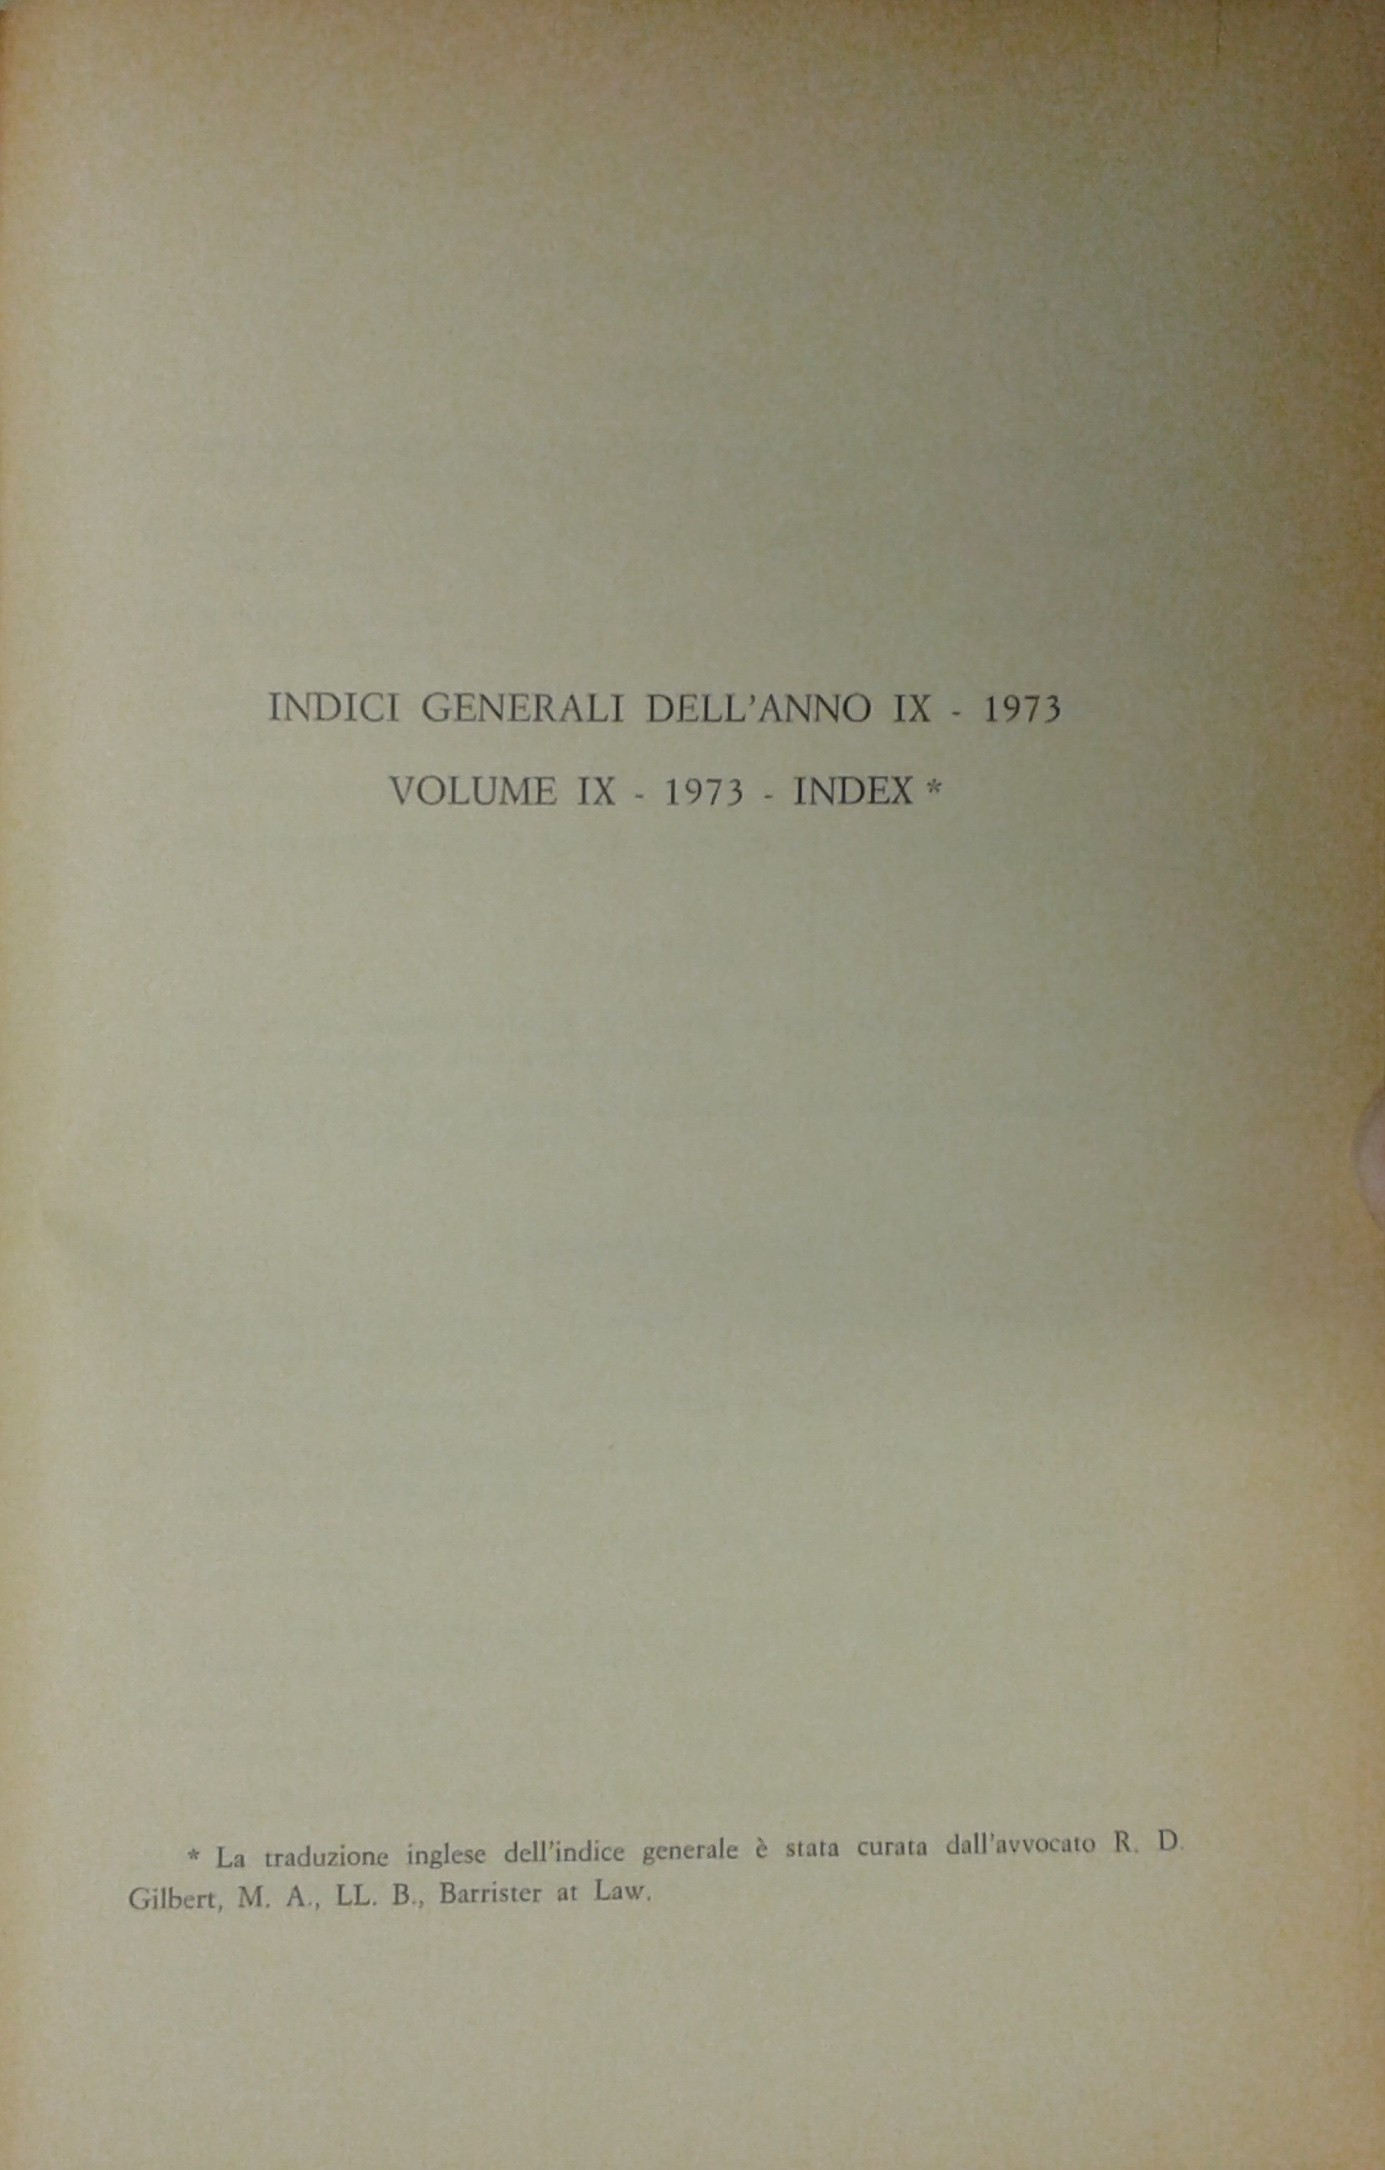 INDICI GENERALI DELL'ANNO IX - 1973
VOLUME IX - 1973 - INDEX *
* La traduzione inglese dell'indice generale è stata curata dall'avvocato R. D.
Gilbert, M. A., LL. B., Barrister at Law.